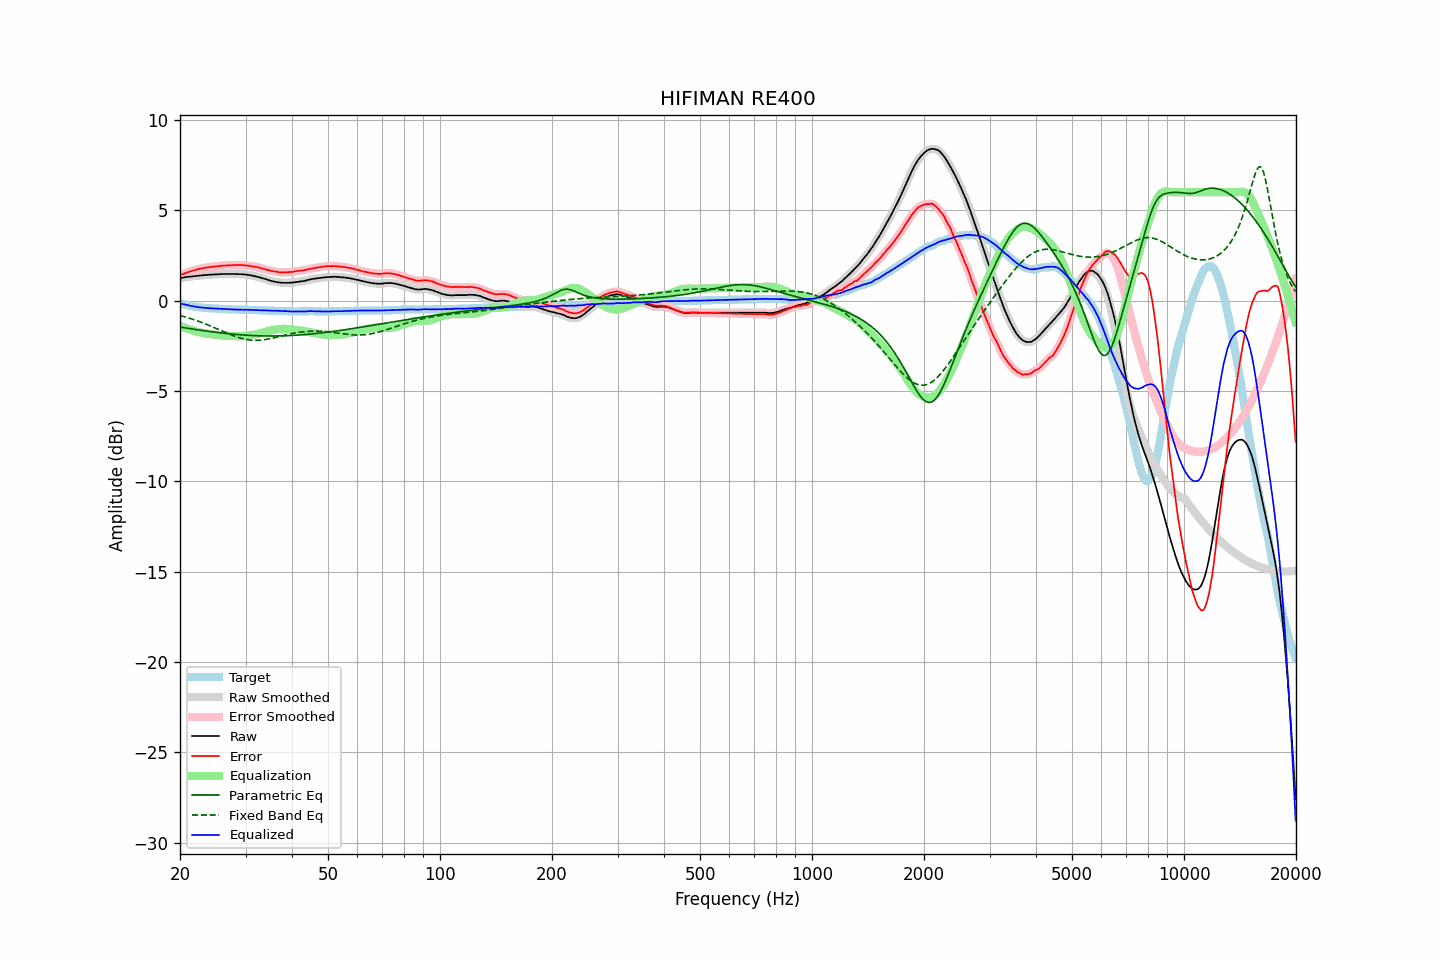 HIFIMAN RE400
Amplitude (dBr)
10
5
0
−5
−10
−15
−20
−25
−30
Target
Raw Smoothed
Error Smoothed
Raw
Error
Equalization
Parametric Eq
Fixed Band Eq
Equalized
20 50 100 200 500 1000 2000 5000 10000 20000
Frequency (Hz)